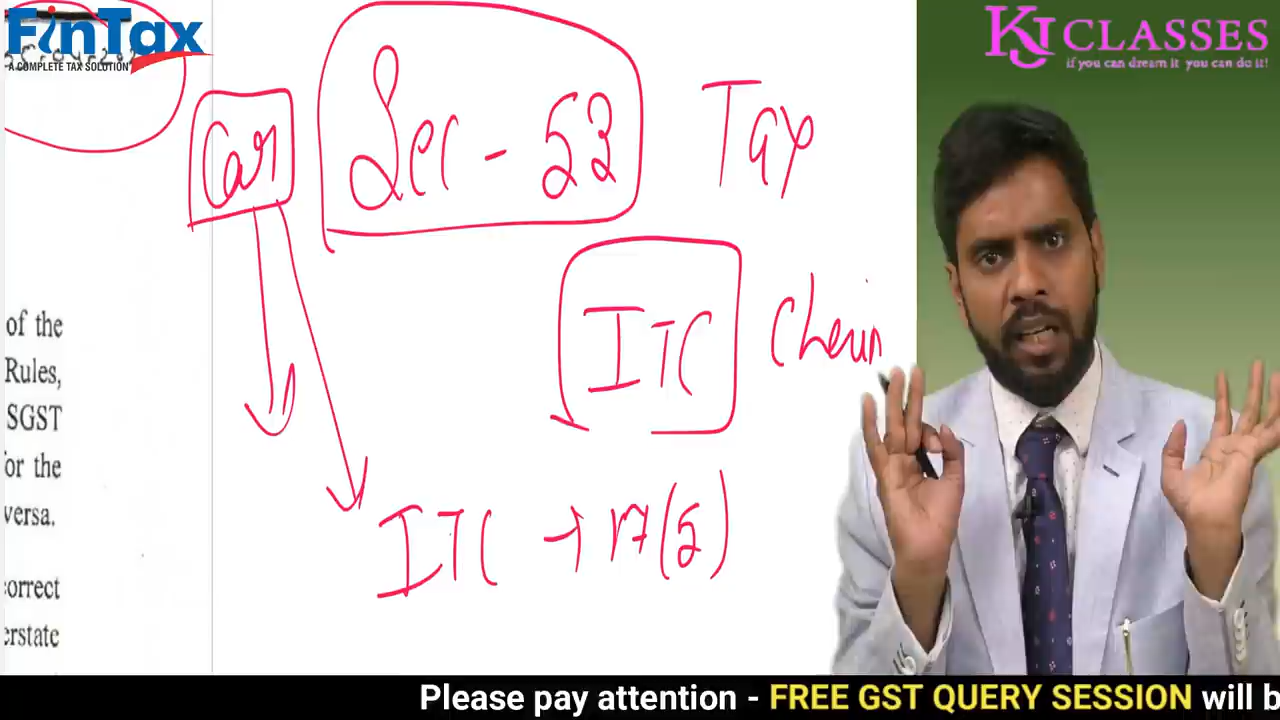 FinTax
A COMPLETE TAX SOLUTION
KJ CLASSES
if you can dream it you can do it!
Car
Sec - 53
Tax
ITC
Chain
ITC → 17(5)
of the
Rules,
SGST
for the
versa.
correct
erstate
Please pay attention - FREE GST QUERY SESSION will b